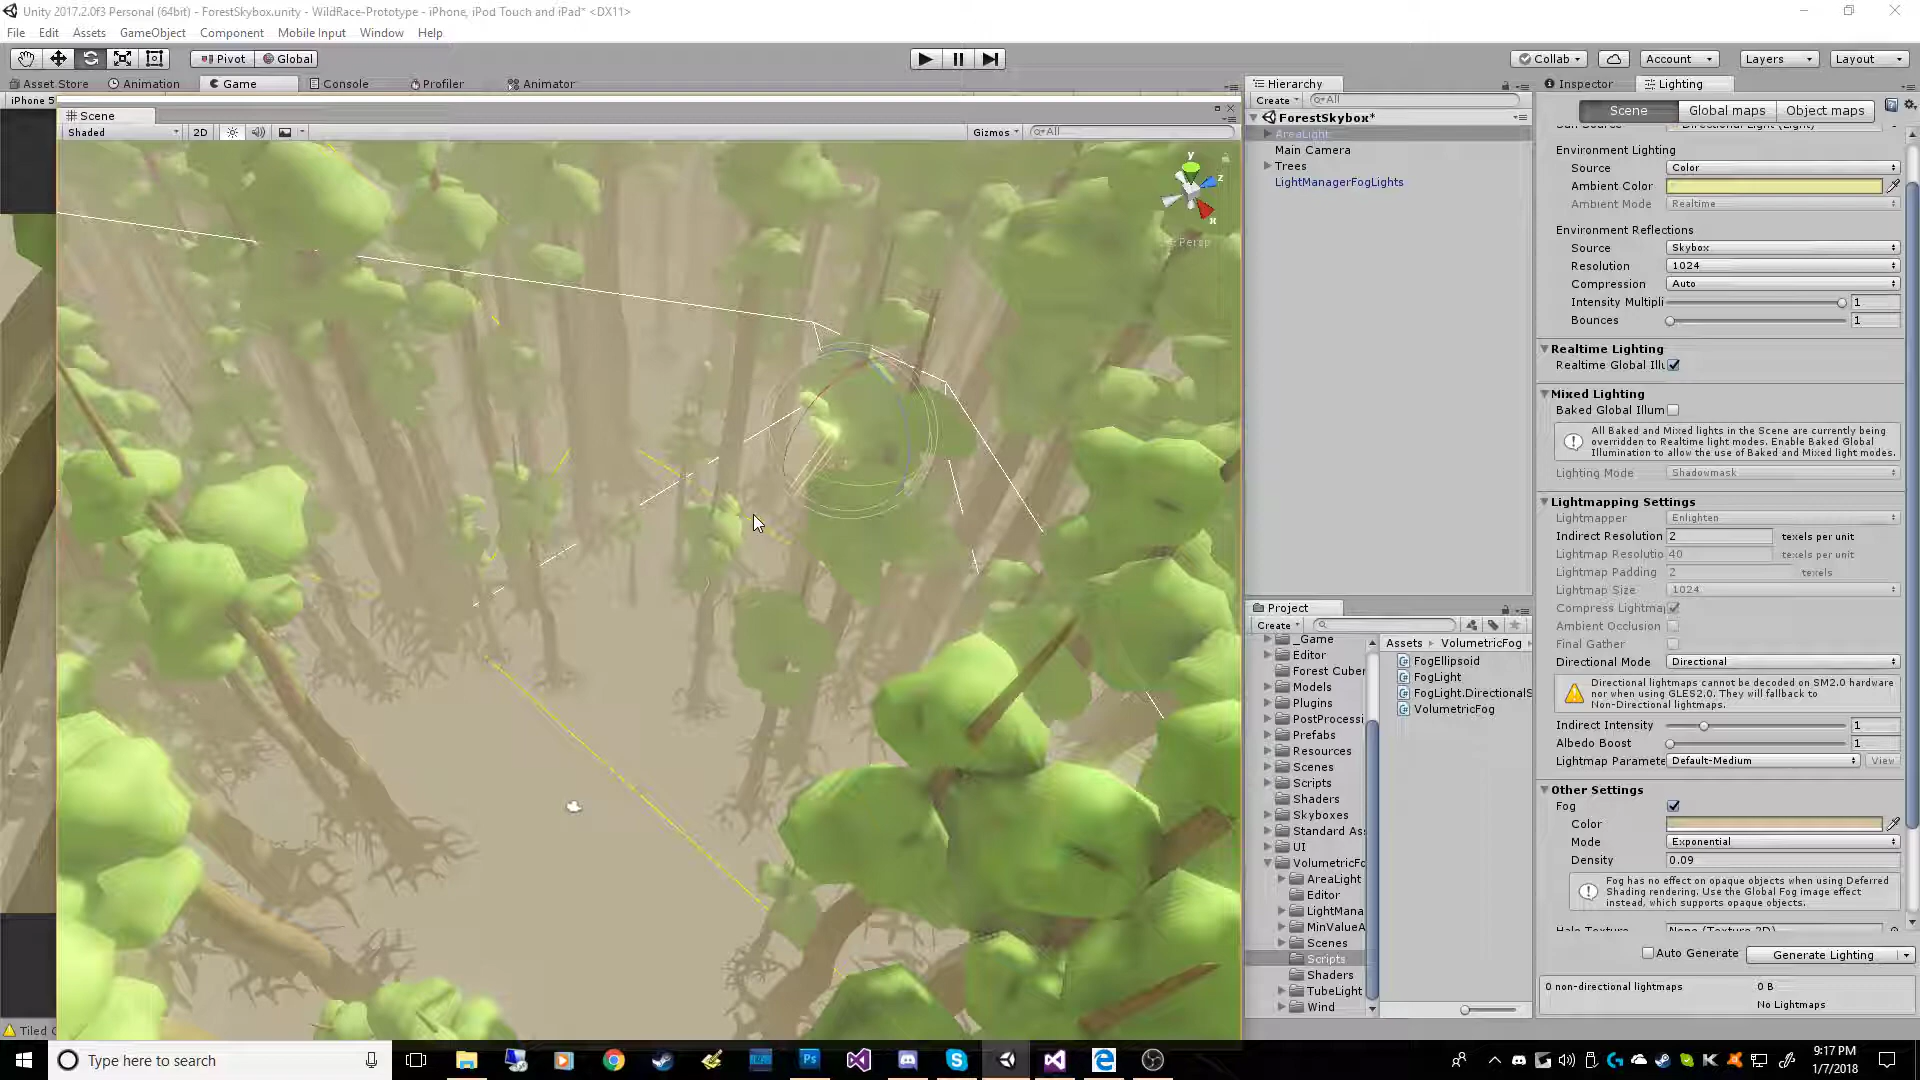 Unity 2017.2.0f3 Personal (64bit) - ForestSkybox.unity - WildRace-Prototype - iPhone, iPod Touch and iPad* <DX11>
File Edit Assets GameObject Component Mobile Input Window Help
Pivot Global Collab Account Layers Layout
Asset Store Animation Game Console Profiler Animator
iPhone 5
Scene
Shaded 2D Gizmos All
y
z
x
Persp
Hierarchy
Create All
ForestSkybox*
AreaLight
Main Camera
Trees
LightManagerFogLights
Project
Create
_Game
Editor
Forest Cuber
Models
Plugins
PostProcessi
Prefabs
Resources
Scenes
Scripts
Shaders
Skyboxes
Standard Ass
UI
VolumetricFo
AreaLight
Editor
LightMana
MinValueA
Scenes
Scripts
Shaders
TubeLight
Wind
Assets VolumetricFog
FogEllipsoid
FogLight
FogLight.DirectionalS
VolumetricFog
Inspector Lighting
Scene Global maps Object maps
Environment Lighting
Source Color
Ambient Color
Ambient Mode Realtime
Environment Reflections
Source Skybox
Resolution 1024
Compression Auto
Intensity Multipli 1
Bounces 1
Realtime Lighting
Realtime Global Illu
Mixed Lighting
Baked Global Illum
All Baked and Mixed lights in the Scene are currently being
overridden to Realtime light modes. Enable Baked Global
Illumination to allow the use of Baked and Mixed light modes.
Lighting Mode Shadowmask
Lightmapping Settings
Lightmapper Enlighten
Indirect Resolution 2 texels per unit
Lightmap Resolutio 40 texels per unit
Lightmap Padding 2 texels
Lightmap Size 1024
Compress Lightma
Ambient Occlusion
Final Gather
Directional Mode Directional
Directional lightmaps cannot be decoded on SM2.0 hardware
nor when using GLES2.0. They will fallback to
Non-Directional lightmaps.
Indirect Intensity 1
Albedo Boost 1
Lightmap Paramete Default-Medium View
Other Settings
Fog
Color
Mode Exponential
Density 0.09
Fog has no effect on opaque objects when using Deferred
Shading rendering. Use the Global Fog image effect
instead, which supports opaque objects.
Auto Generate Generate Lighting
0 non-directional lightmaps 0 B
No Lightmaps
Tiled
Type here to search
9:17 PM
1/7/2018